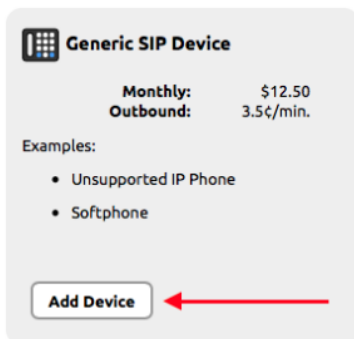 Generic SIP Device
Monthly: $12.50
Outbound: 3.5¢/min.
Examples:
• Unsupported IP Phone
• Softphone
Add Device